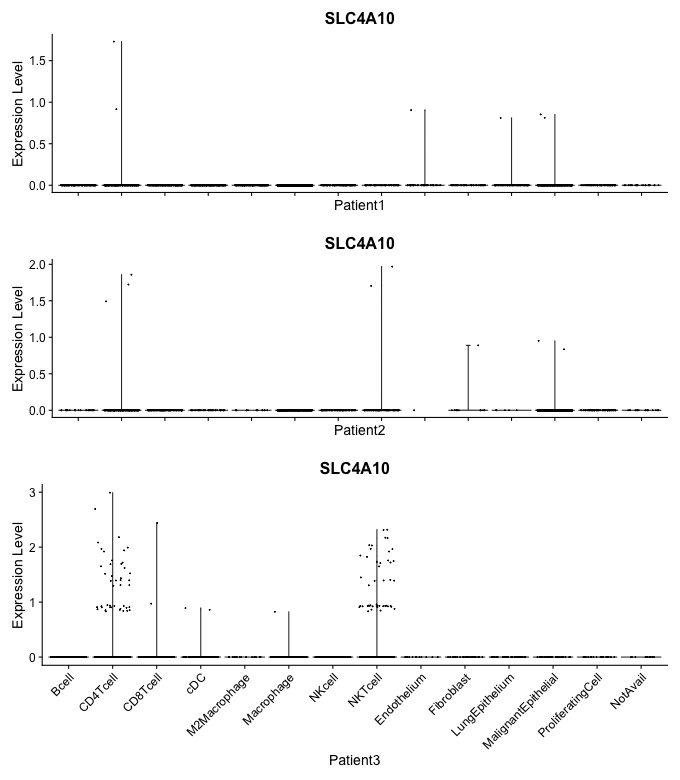 SLC4A10
Expression Level
1.5
1.0
0.5
0.0
Patient1
SLC4A10
Expression Level
2.0
1.5
1.0
0.5
0.0
Patient2
SLC4A10
Expression Level
3
2
1
0
Bcell
CD4Tcell
CD8Tcell
cDC
M2Macrophage
Macrophage
NKcell
NKTcell
Endothelium
Fibroblast
LungEpithelium
MalignantEpithelial
ProliferatingCell
NotAvail
Patient3